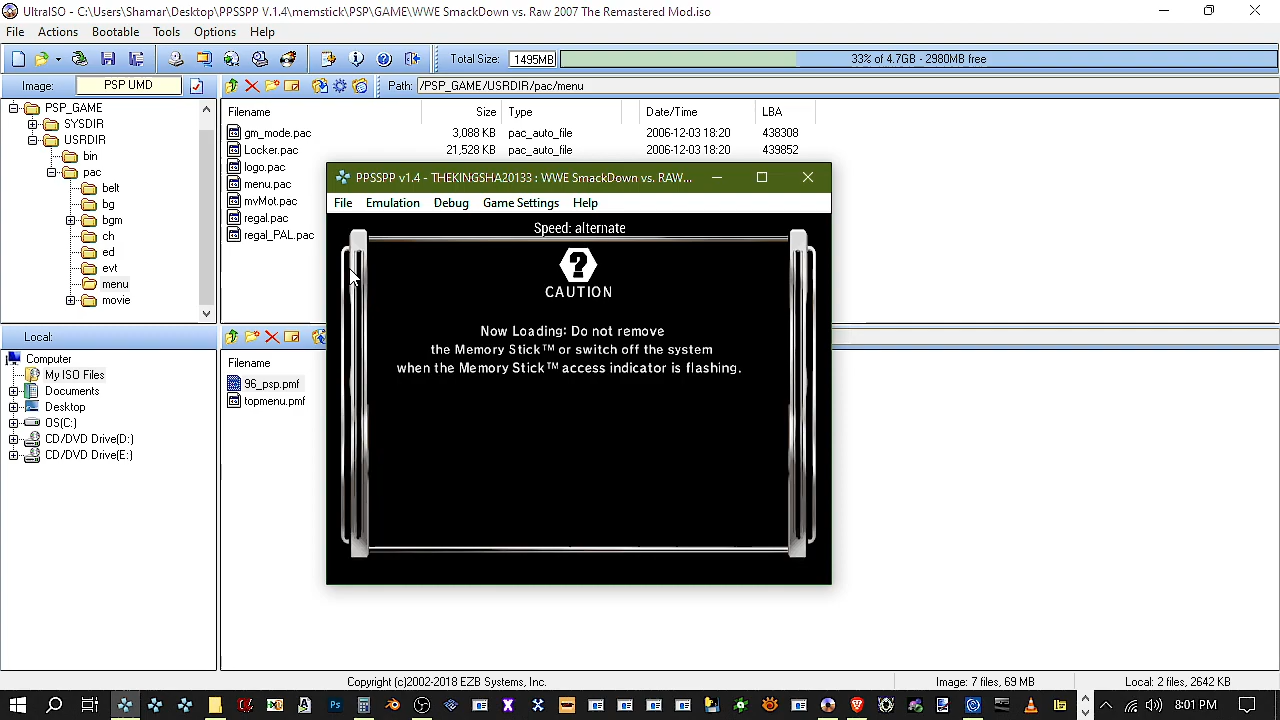 UltraISO - C:\Users\Shamar\Desktop\PPSSPP V.1.4\memstick\PSP\GAME\WWE SmackDown vs. Raw 2007 The Remastered Mod.iso
File Actions Bootable Tools Options Help
Total Size: 1495MB 33% of 4.7GB - 2980MB free
Image: PSP UMD Path: /PSP_GAME/USRDIR/pac/menu
PSP_GAME
SYSDIR
USRDIR
bin
pac
belt
bg
bgm
ch
ed
evt
menu
movie
Filename Size Type Date/Time LBA
gm_mode.pac 3,088 KB pac_auto_file 2006-12-03 18:20 438308
Locker.pac 21,528 KB pac_auto_file 2006-12-03 18:20 439852
logo.pac
menu.pac
mvMot.pac
regal.pac
regal_PAL.pac
PPSSPP v1.4 - THEKINGSHA20133 : WWE SmackDown vs. RAW...
File Emulation Debug Game Settings Help
Speed: alternate
?
CAUTION
Now Loading: Do not remove
the Memory Stick™ or switch off the system
when the Memory Stick™ access indicator is flashing.
Local:
Computer
My ISO Files
Documents
Desktop
OS(C:)
CD/DVD Drive(D:)
CD/DVD Drive(E:)
Filename
96_psp.pmf
topmenu.pmf
Copyright (c)2002-2018 EZB Systems, Inc. Image: 7 files, 69 MB Local: 2 files, 2642 KB
8:01 PM